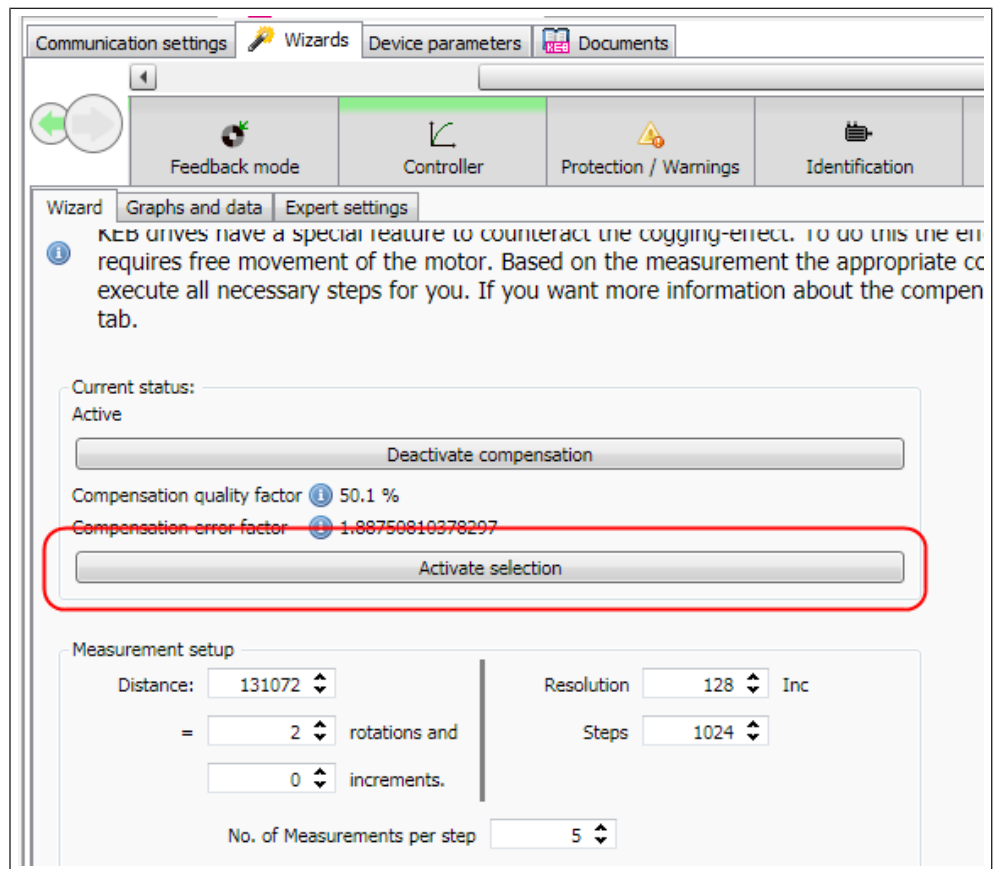 Communication settings
Wizards
Device parameters
KEB
Documents
Feedback mode
Controller
Protection / Warnings
Identification
Wizard
Graphs and data
Expert settings
KEB drives have a special feature to counteract the cogging-effect. To do this the en
requires free movement of the motor. Based on the measurement the appropriate co
execute all necessary steps for you. If you want more information about the compen
tab.
Current status:
Active
Deactivate compensation
Compensation quality factor 50.1 %
Compensation error factor 1.88750810378297
Activate selection
Measurement setup
Distance: 131072
Resolution 128 Inc
= 2 rotations and
Steps 1024
0 increments.
No. of Measurements per step 5